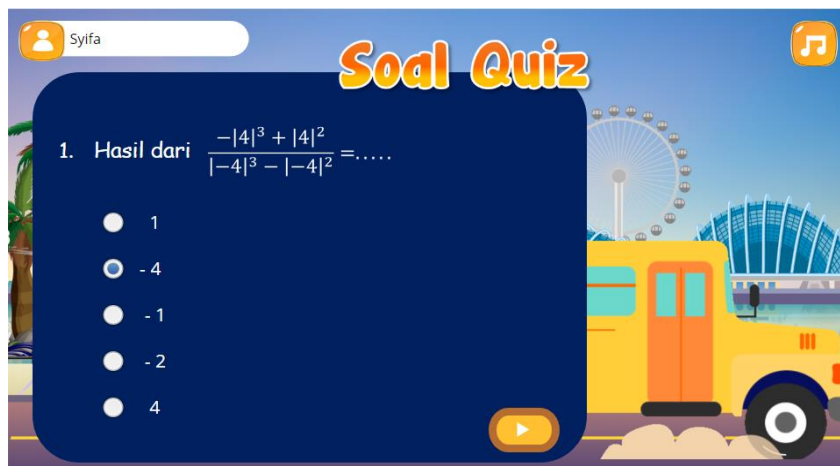 Syifa
Soal Quiz
1. Hasil dari \frac{-|4|^3 + |4|^2}{|-4|^3 - |-4|^2} =.....
1
- 4
- 1
- 2
4